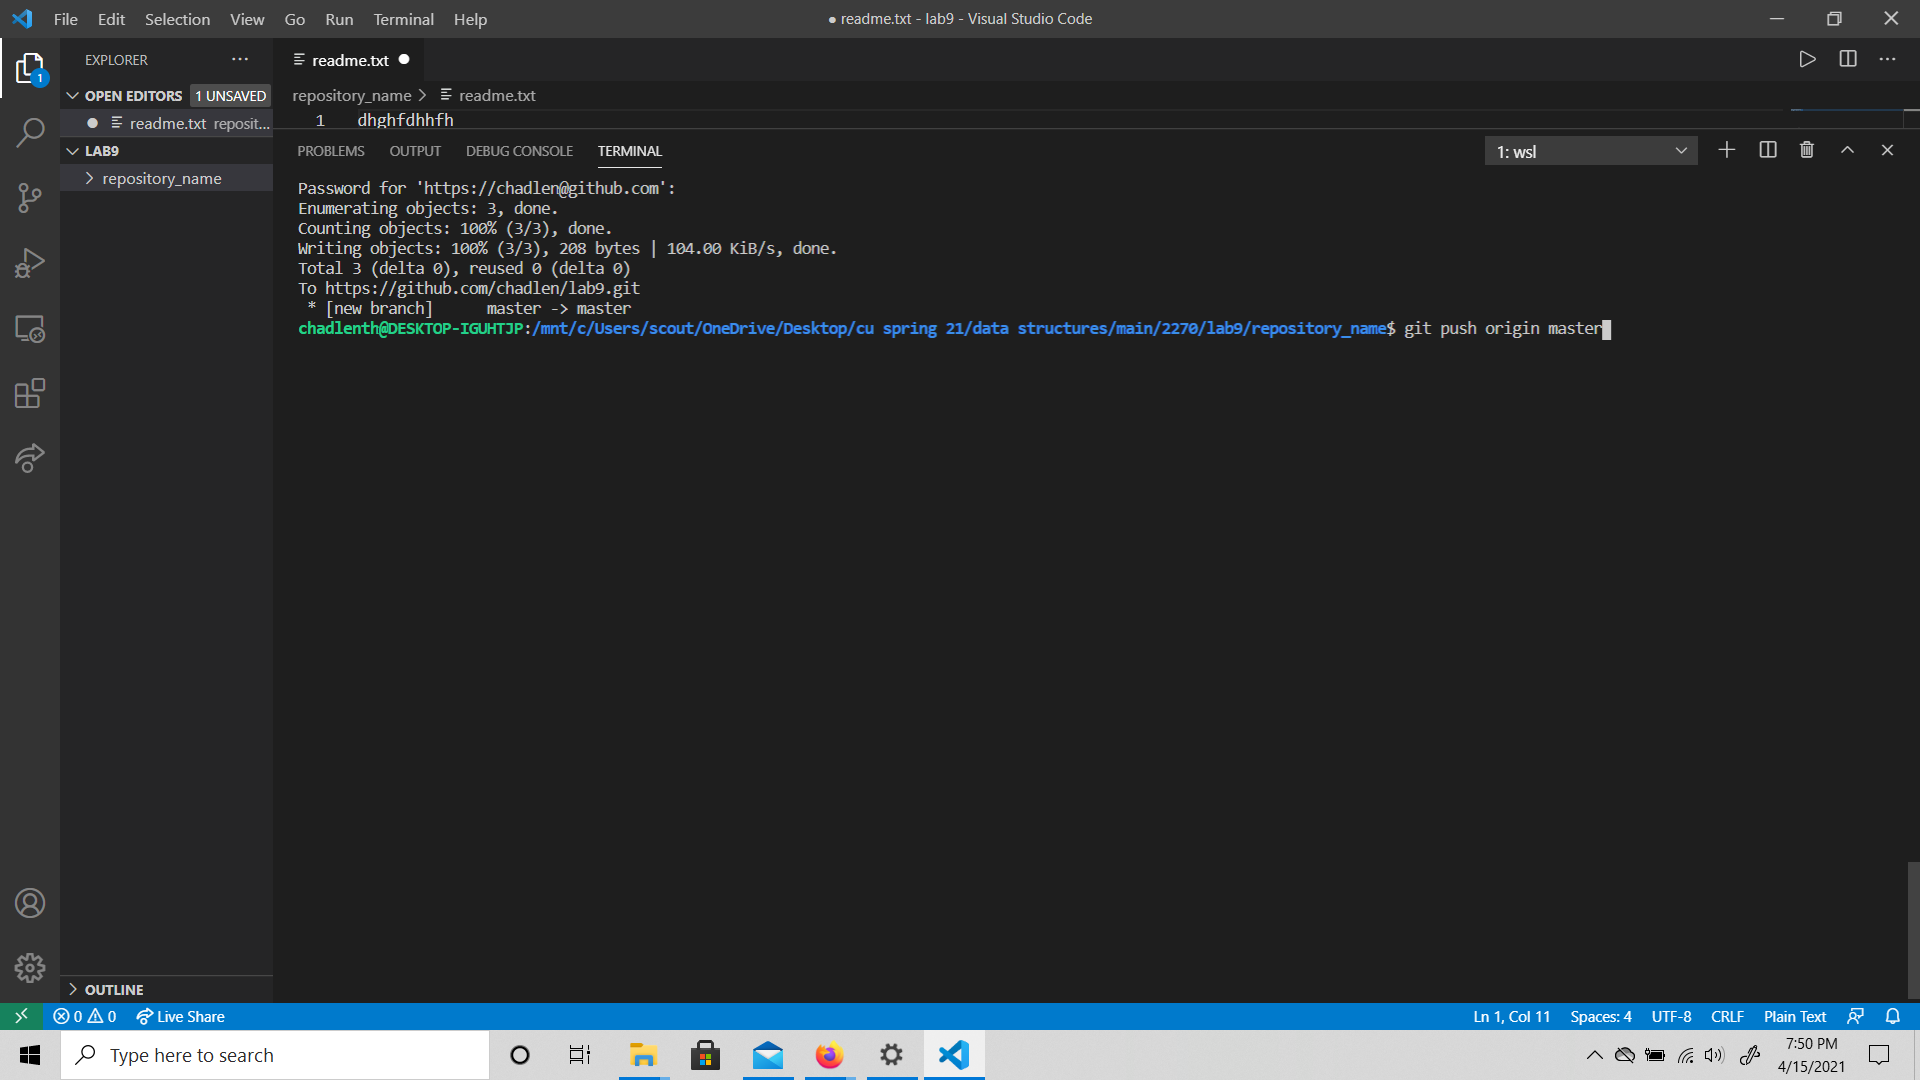 File Edit Selection View Go Run Terminal Help
● readme.txt - lab9 - Visual Studio Code
EXPLORER
readme.txt
1
OPEN EDITORS 1 UNSAVED
repository_name > readme.txt
readme.txt reposit...
1 dhghfdhhfh
LAB9
PROBLEMS OUTPUT DEBUG CONSOLE TERMINAL
1: wsl
repository_name
Password for 'https://chadlen@github.com':
Enumerating objects: 3, done.
Counting objects: 100% (3/3), done.
Writing objects: 100% (3/3), 208 bytes | 104.00 KiB/s, done.
Total 3 (delta 0), reused 0 (delta 0)
To https://github.com/chadlen/lab9.git
* [new branch] master -> master
chadlenth@DESKTOP-IGUHTJP:/mnt/c/Users/scout/OneDrive/Desktop/cu spring 21/data structures/main/2270/lab9/repository_name$ git push origin master
OUTLINE
0 0 Live Share
Ln 1, Col 11 Spaces: 4 UTF-8 CRLF Plain Text
Type here to search
7:50 PM
4/15/2021